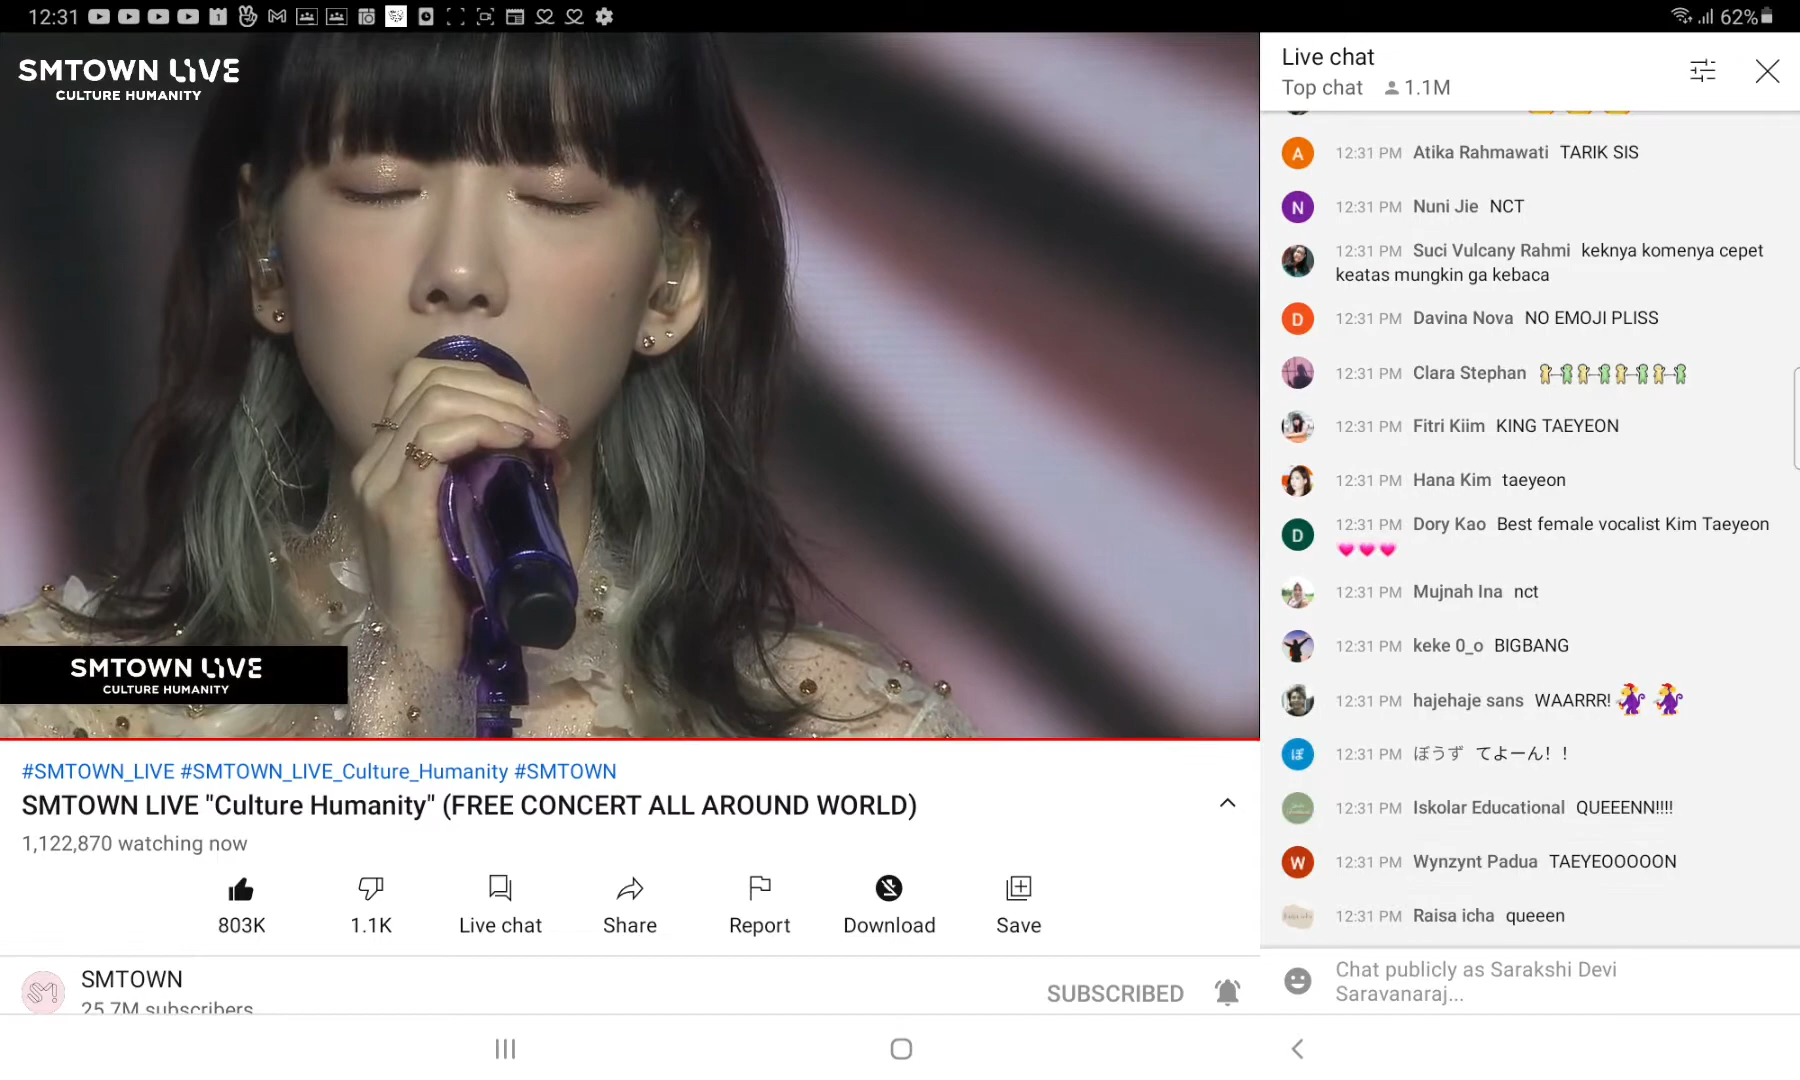 12:31
62%
SMTOWN LIVE
CULTURE HUMANITY
SMTOWN LIVE
CULTURE HUMANITY
#SMTOWN_LIVE #SMTOWN_LIVE_Culture_Humanity #SMTOWN
SMTOWN LIVE "Culture Humanity" (FREE CONCERT ALL AROUND WORLD)
1,122,870 watching now
803K
1.1K
Live chat
Share
Report
Download
Save
SMTOWN
25.7M subscribers
SUBSCRIBED
Live chat
Top chat 1.1M
A 12:31 PM Atika Rahmawati TARIK SIS
N 12:31 PM Nuni Jie NCT
12:31 PM Suci Vulcany Rahmi keknya komenya cepet
keatas mungkin ga kebaca
D 12:31 PM Davina Nova NO EMOJI PLISS
12:31 PM Clara Stephan
12:31 PM Fitri Kiim KING TAEYEON
12:31 PM Hana Kim taeyeon
D 12:31 PM Dory Kao Best female vocalist Kim Taeyeon
💗💗💗
12:31 PM Mujnah Ina nct
12:31 PM keke 0_o BIGBANG
12:31 PM hajehaje sans WAARRR!
ぼ 12:31 PM ぼうず てよーん！！
12:31 PM Iskolar Educational QUEEENN!!!!
W 12:31 PM Wynzynt Padua TAEYEOOOOON
12:31 PM Raisa icha queeen
Chat publicly as Sarakshi Devi
Saravanaraj...